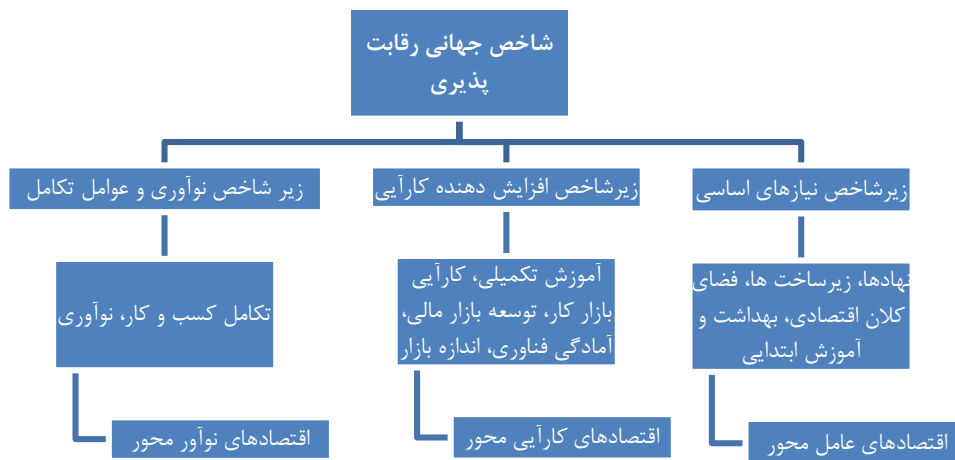 شاخص جهانی رقابت
پذیری
زیرشاخص نیازهای اساسی
زیرشاخص افزایش دهنده کارآیی
زیر شاخص نوآوری و عوامل تکامل
نهادها، زیرساخت ها، فضای
کلان اقتصادی، بهداشت و
آموزش ابتدایی
آموزش تکمیلی، کارآیی
بازار کار، توسعه بازار مالی،
آمادگی فناوری، اندازه بازار
تکامل کسب و کار، نوآوری
اقتصادهای عامل محور
اقتصادهای کارآیی محور
اقتصادهای نوآور محور